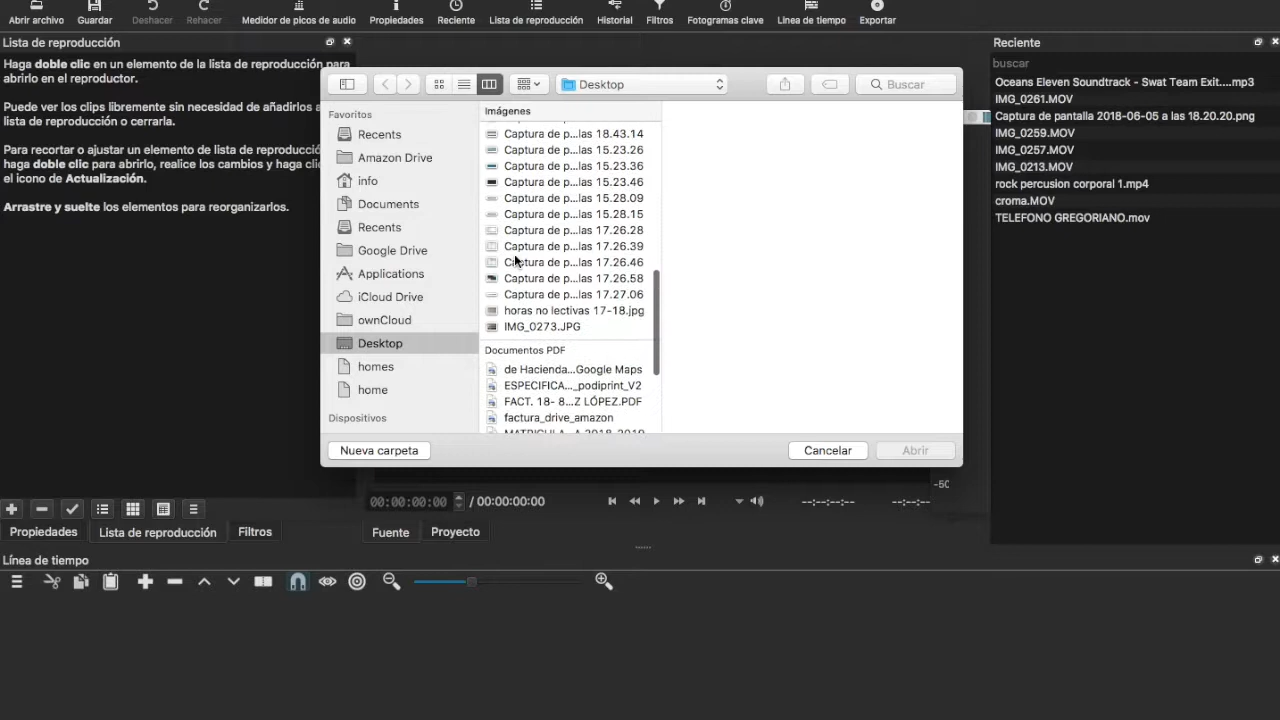 Abrir archivo Guardar Deshacer Rehacer Medidor de picos de audio Propiedades Reciente Lista de reproducción Historial Filtros Fotogramas clave Línea de tiempo Exportar
Lista de reproducción
Haga doble clic en un elemento de la lista de reproducción para
abrirlo en el reproductor.
Puede ver los clips libremente sin necesidad de añadirlos a
lista de reproducción o cerrarla.
Para recortar o ajustar un elemento de lista de reproducció
haga doble clic para abrirlo, realice los cambios y haga clic
el icono de Actualización.
Arrastre y suelte los elementos para reorganizarlos.
Desktop
Buscar
Favoritos
Recents
Amazon Drive
info
Documents
Recents
Google Drive
Applications
iCloud Drive
ownCloud
Desktop
homes
home
Dispositivos
Imágenes
Captura de p...las 18.43.14
Captura de p...las 15.23.26
Captura de p...las 15.23.36
Captura de p...las 15.23.46
Captura de p...las 15.28.09
Captura de p...las 15.28.15
Captura de p...las 17.26.28
Captura de p...las 17.26.39
Captura de p...las 17.26.46
Captura de p...las 17.26.58
Captura de p...las 17.27.06
horas no lectivas 17-18.jpg
IMG_0273.JPG
Documentos PDF
de Hacienda...Google Maps
ESPECIFICA..._podiprint_V2
FACT. 18- 8...Z LÓPEZ.PDF
factura_drive_amazon
MATRICULA...A 2018-2019
Nueva carpeta
Cancelar
Abrir
Reciente
buscar
Oceans Eleven Soundtrack - Swat Team Exit....mp3
IMG_0261.MOV
Captura de pantalla 2018-06-05 a las 18.20.20.png
IMG_0259.MOV
IMG_0257.MOV
IMG_0213.MOV
rock percusion corporal 1.mp4
croma.MOV
TELEFONO GREGORIANO.mov
-50
00:00:00:00 / 00:00:00:00
--:--:--:--
--:--:--
Propiedades
Lista de reproducción
Filtros
Fuente
Proyecto
Línea de tiempo